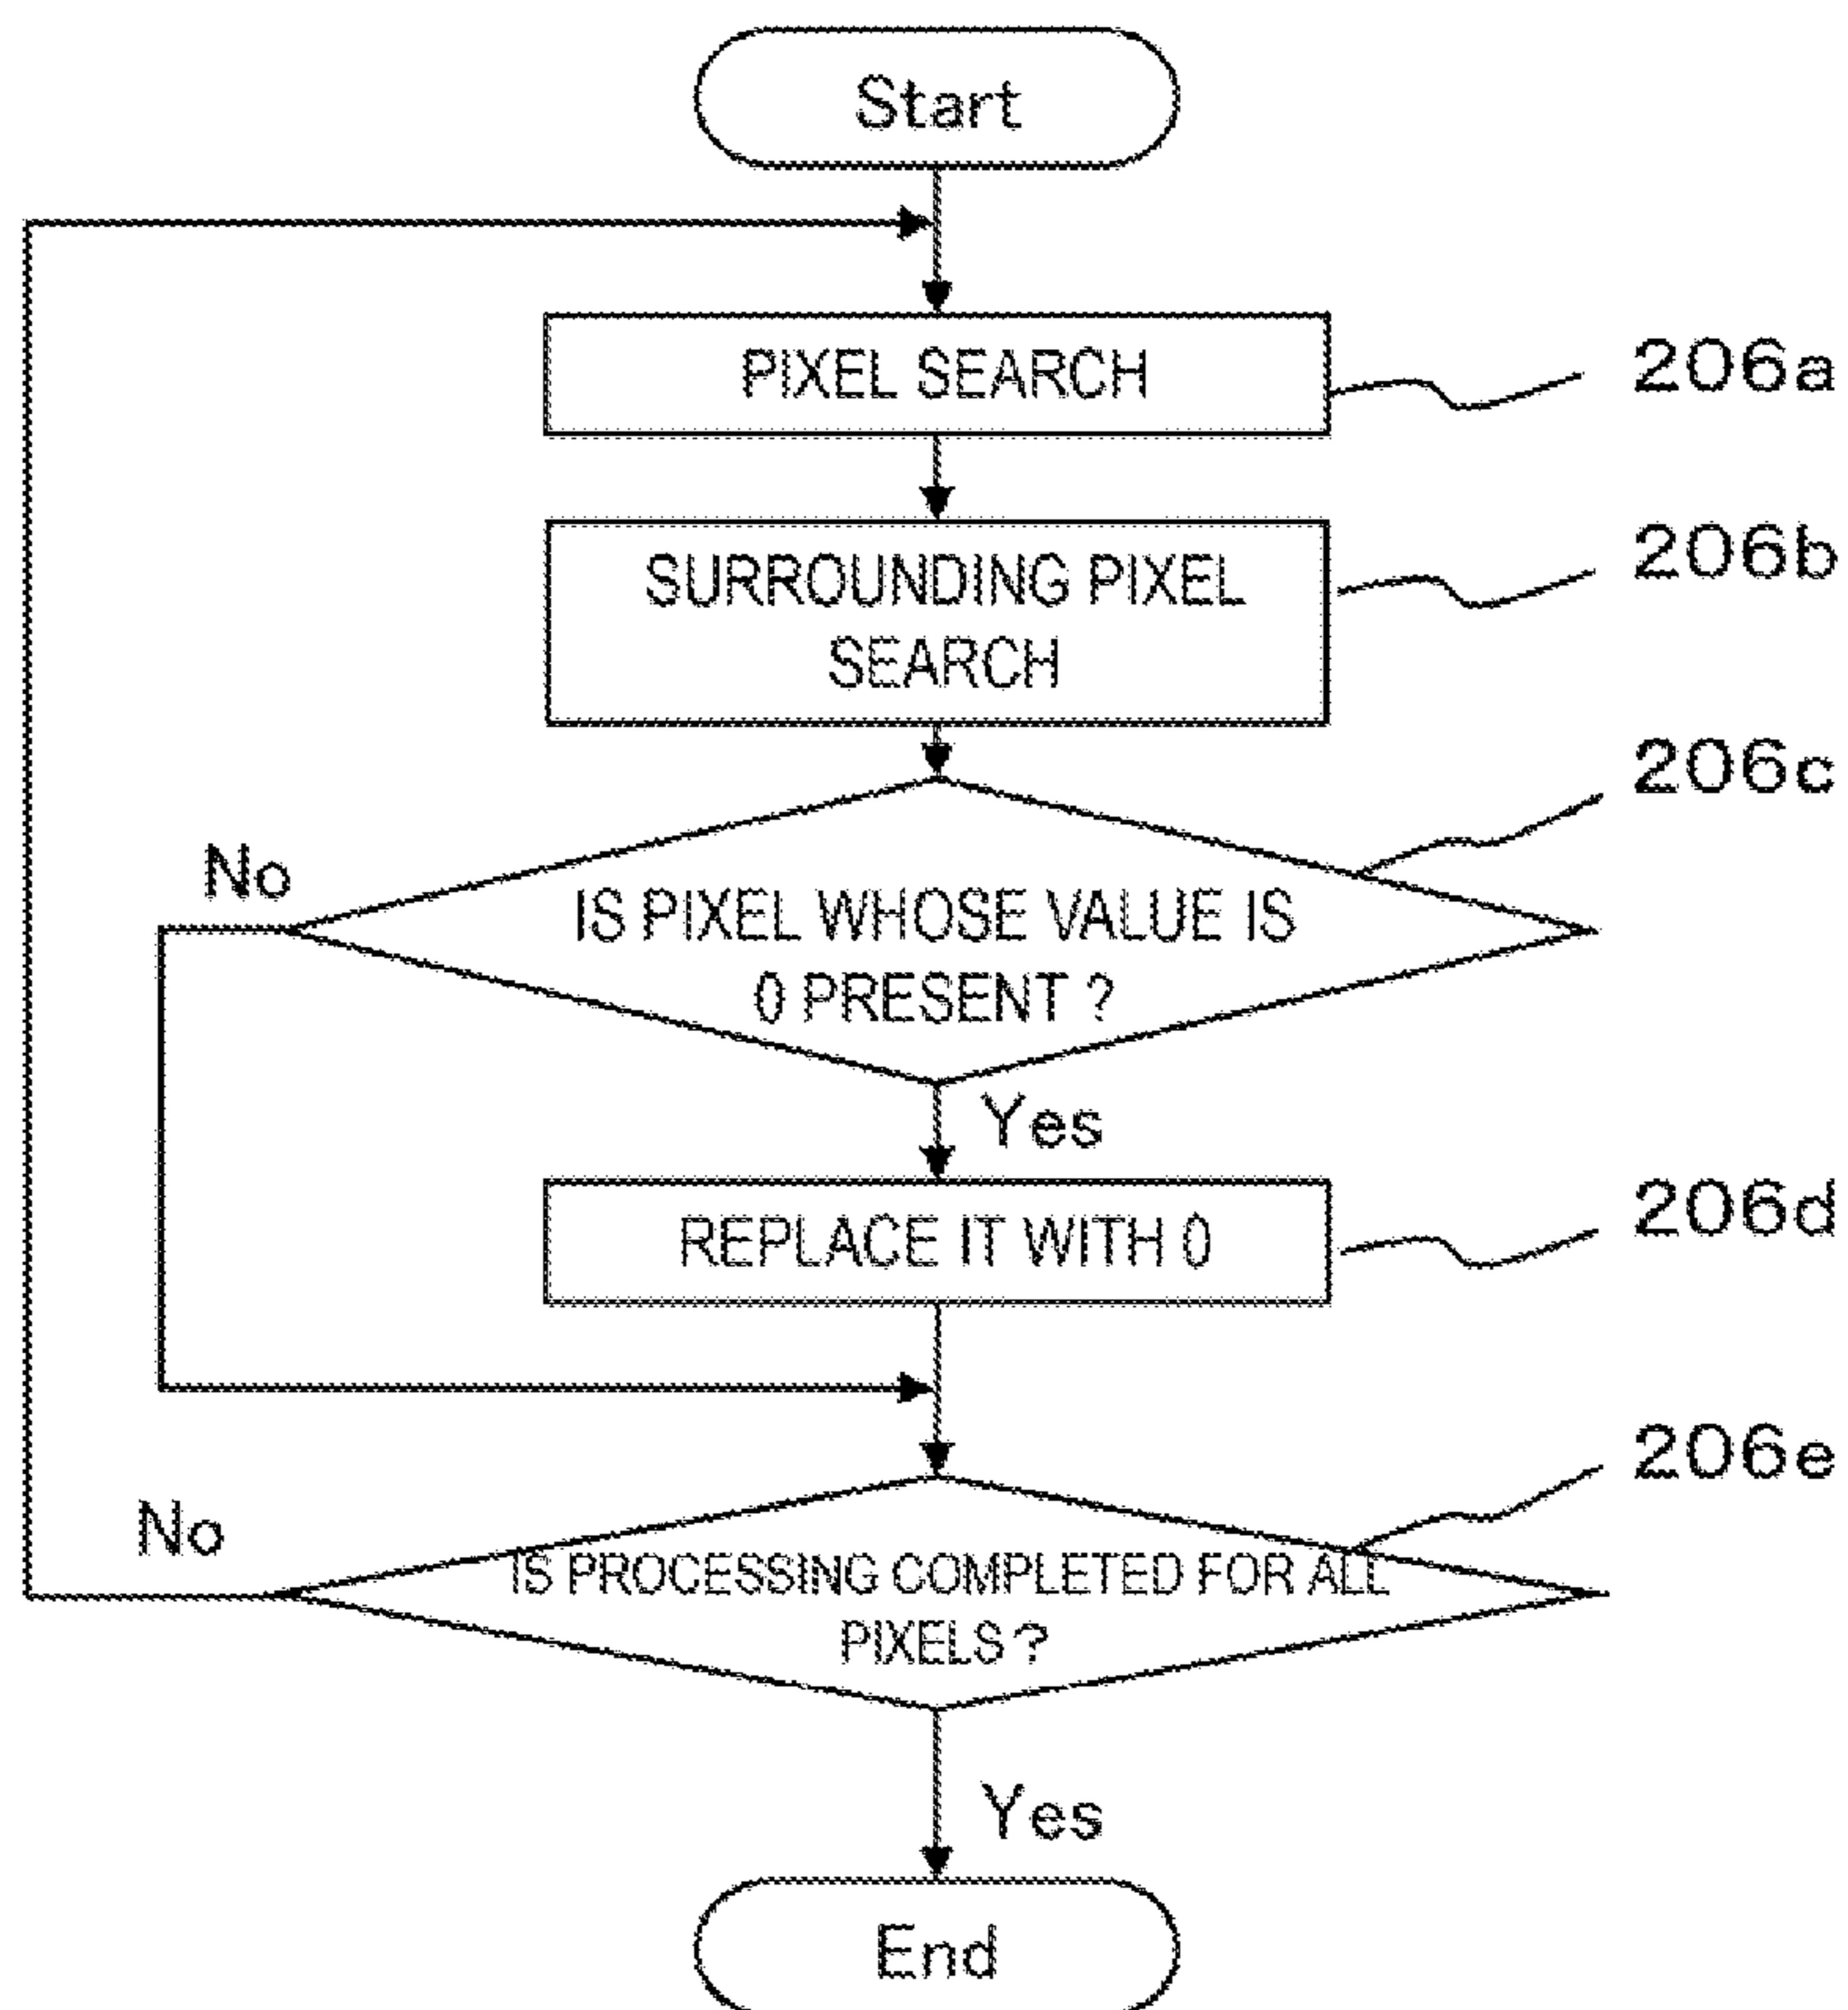 Start
PIXEL SEARCH
206a
SURROUNDING PIXEL
SEARCH
206b
206c
No
IS PIXEL WHOSE VALUE IS
0 PRESENT ?
Yes
REPLACE IT WITH 0
206d
206e
No
IS PROCESSING COMPLETED FOR ALL
PIXELS ?
Yes
End